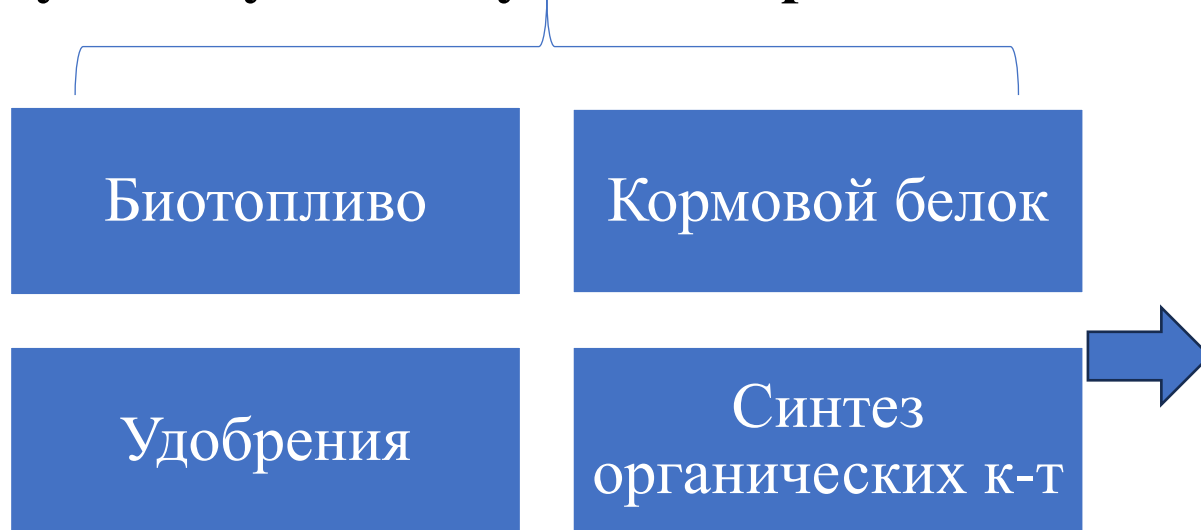 Биотопливо
Кормовой белок
Удобрения
Синтез
органических к-т